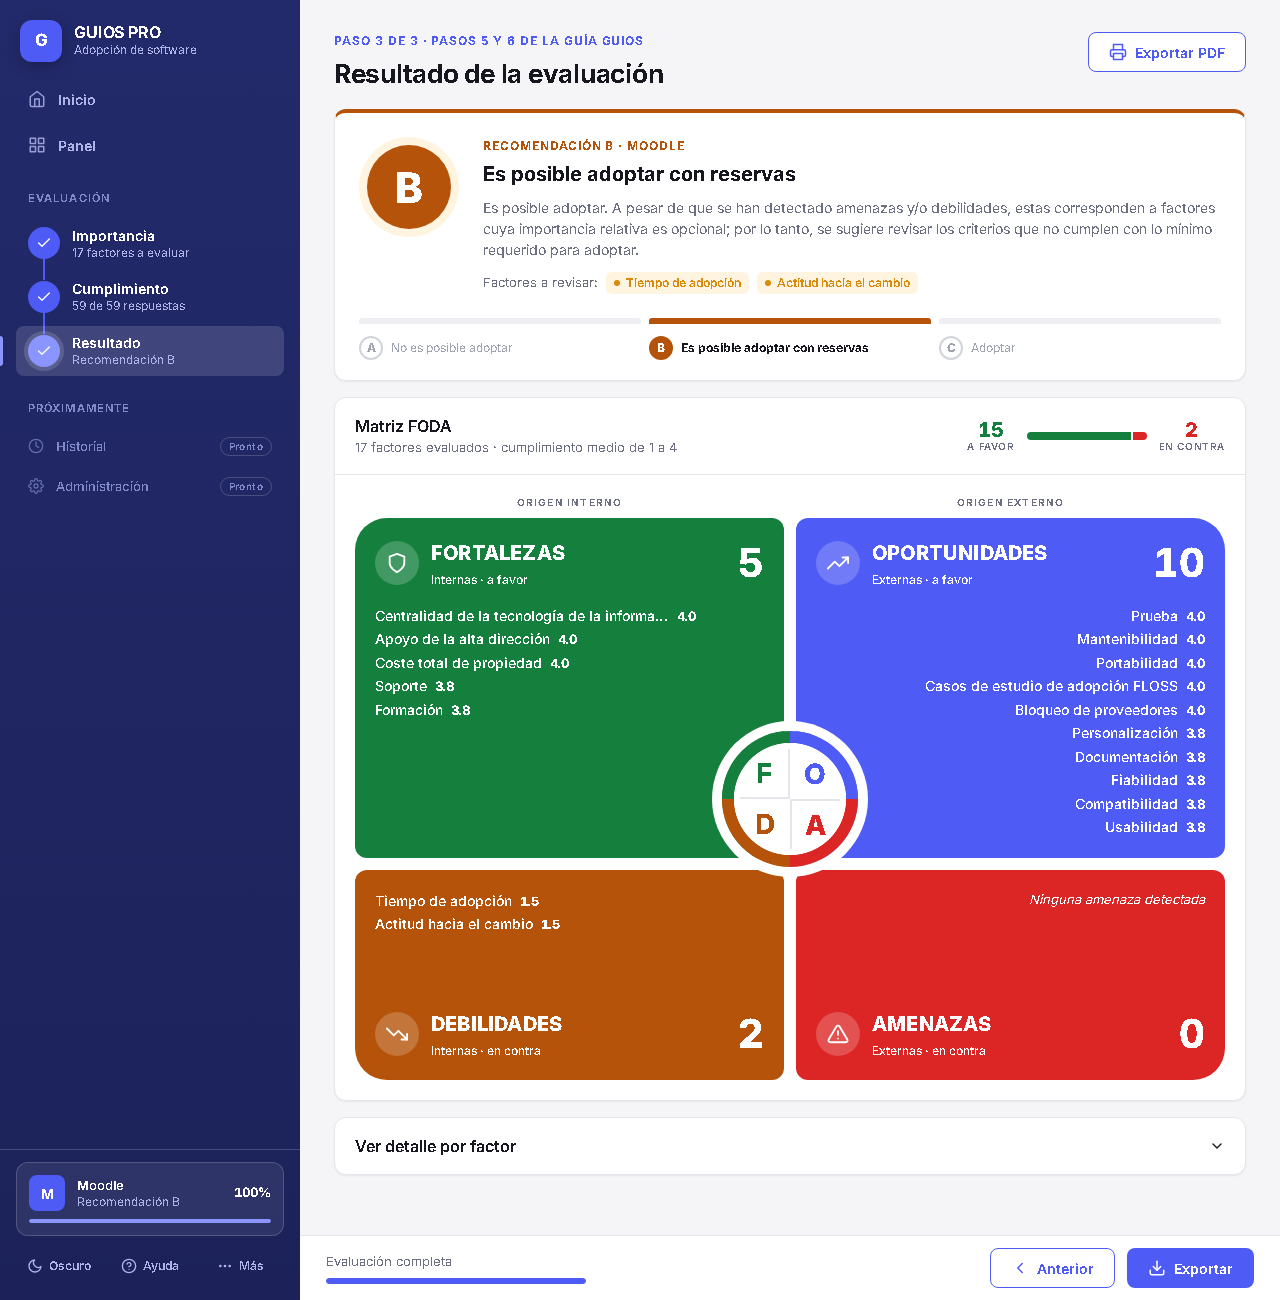 G
GUIOS PRO
Adopción de software
Inicio
Panel
EVALUACIÓN
Importancia
17 factores a evaluar
Cumplimiento
59 de 59 respuestas
Resultado
Recomendación B
PRÓXIMAMENTE
Historial Pronto
Administración Pronto
M
Moodle
Recomendación B
100%
Oscuro Ayuda Más
PASO 3 DE 3 · PASOS 5 Y 6 DE LA GUÍA GUIOS
Resultado de la evaluación
Exportar PDF
B
RECOMENDACIÓN B · MOODLE
Es posible adoptar con reservas
Es posible adoptar. A pesar de que se han detectado amenazas y/o debilidades, estas corresponden a factores
cuya importancia relativa es opcional; por lo tanto, se sugiere revisar los criterios que no cumplen con lo mínimo
requerido para adoptar.
Factores a revisar: Tiempo de adopción Actitud hacia el cambio
A No es posible adoptar
B Es posible adoptar con reservas
C Adoptar
Matriz FODA
17 factores evaluados · cumplimiento medio de 1 a 4
15
A FAVOR
2
EN CONTRA
ORIGEN INTERNO
ORIGEN EXTERNO
FORTALEZAS
Internas · a favor
5
Centralidad de la tecnología de la informa... 4.0
Apoyo de la alta dirección 4.0
Coste total de propiedad 4.0
Soporte 3.8
Formación 3.8
OPORTUNIDADES
Externas · a favor
10
Prueba 4.0
Mantenibilidad 4.0
Portabilidad 4.0
Casos de estudio de adopción FLOSS 4.0
Bloqueo de proveedores 4.0
Personalización 3.8
Documentación 3.8
Fiabilidad 3.8
Compatibilidad 3.8
Usabilidad 3.8
F O
D A
Tiempo de adopción 1.5
Actitud hacia el cambio 1.5
DEBILIDADES
Internas · en contra
2
Ninguna amenaza detectada
AMENAZAS
Externas · en contra
0
Ver detalle por factor
Evaluación completa
Anterior
Exportar